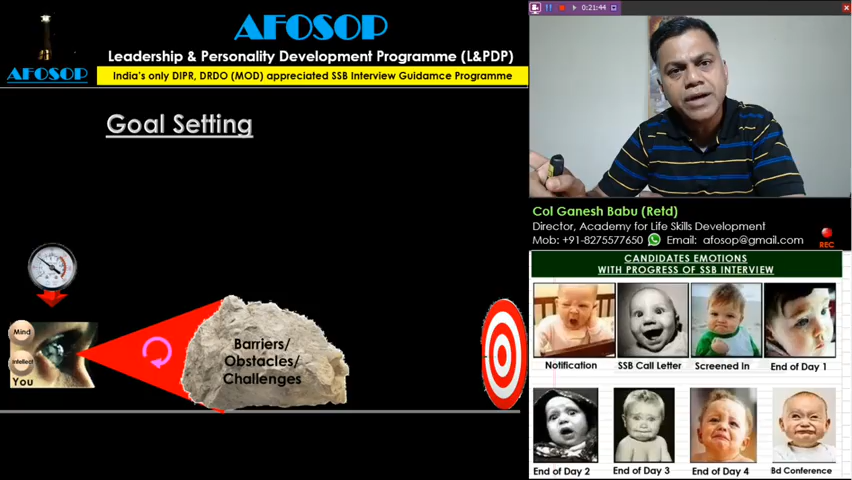 AFOSOP
AFOSOP
Leadership & Personality Development Programme (L&PDP)
India's only DIPR, DRDO (MOD) appreciated SSB Interview Guidamce Programme
Goal Setting
Mind
Intellect
You
Barriers/
Obstacles/
Challenges
0:21:44
Col Ganesh Babu (Retd)
Director, Academy for Life Skills Development
Mob: +91-8275577650 Email: afosop@gmail.com
REC
CANDIDATES EMOTIONS
WITH PROGRESS OF SSB INTERVIEW
Notification SSB Call Letter Screened In End of Day 1
End of Day 2 End of Day 3 End of Day 4 Bd Conference